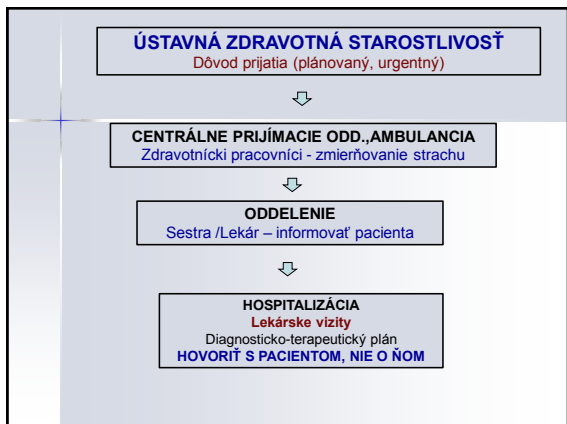 ÚSTAVNÁ ZDRAVOTNÁ STAROSTLIVOSŤ
Dôvod prijatia (plánovaný, urgentný)
CENTRÁLNE PRIJÍMACIE ODD.,AMBULANCIA
Zdravotnícki pracovníci - zmierňovanie strachu
ODDELENIE
Sestra /Lekár – informovať pacienta
HOSPITALIZÁCIA
Lekárske vizity
Diagnosticko-terapeutický plán
HOVORIŤ S PACIENTOM, NIE O ŇOM